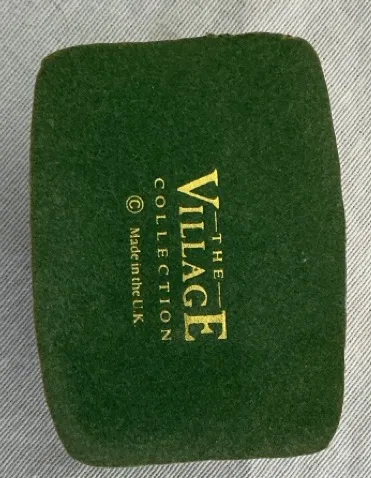 THE
VILLAGE
COLLECTION
© Made in the U.K